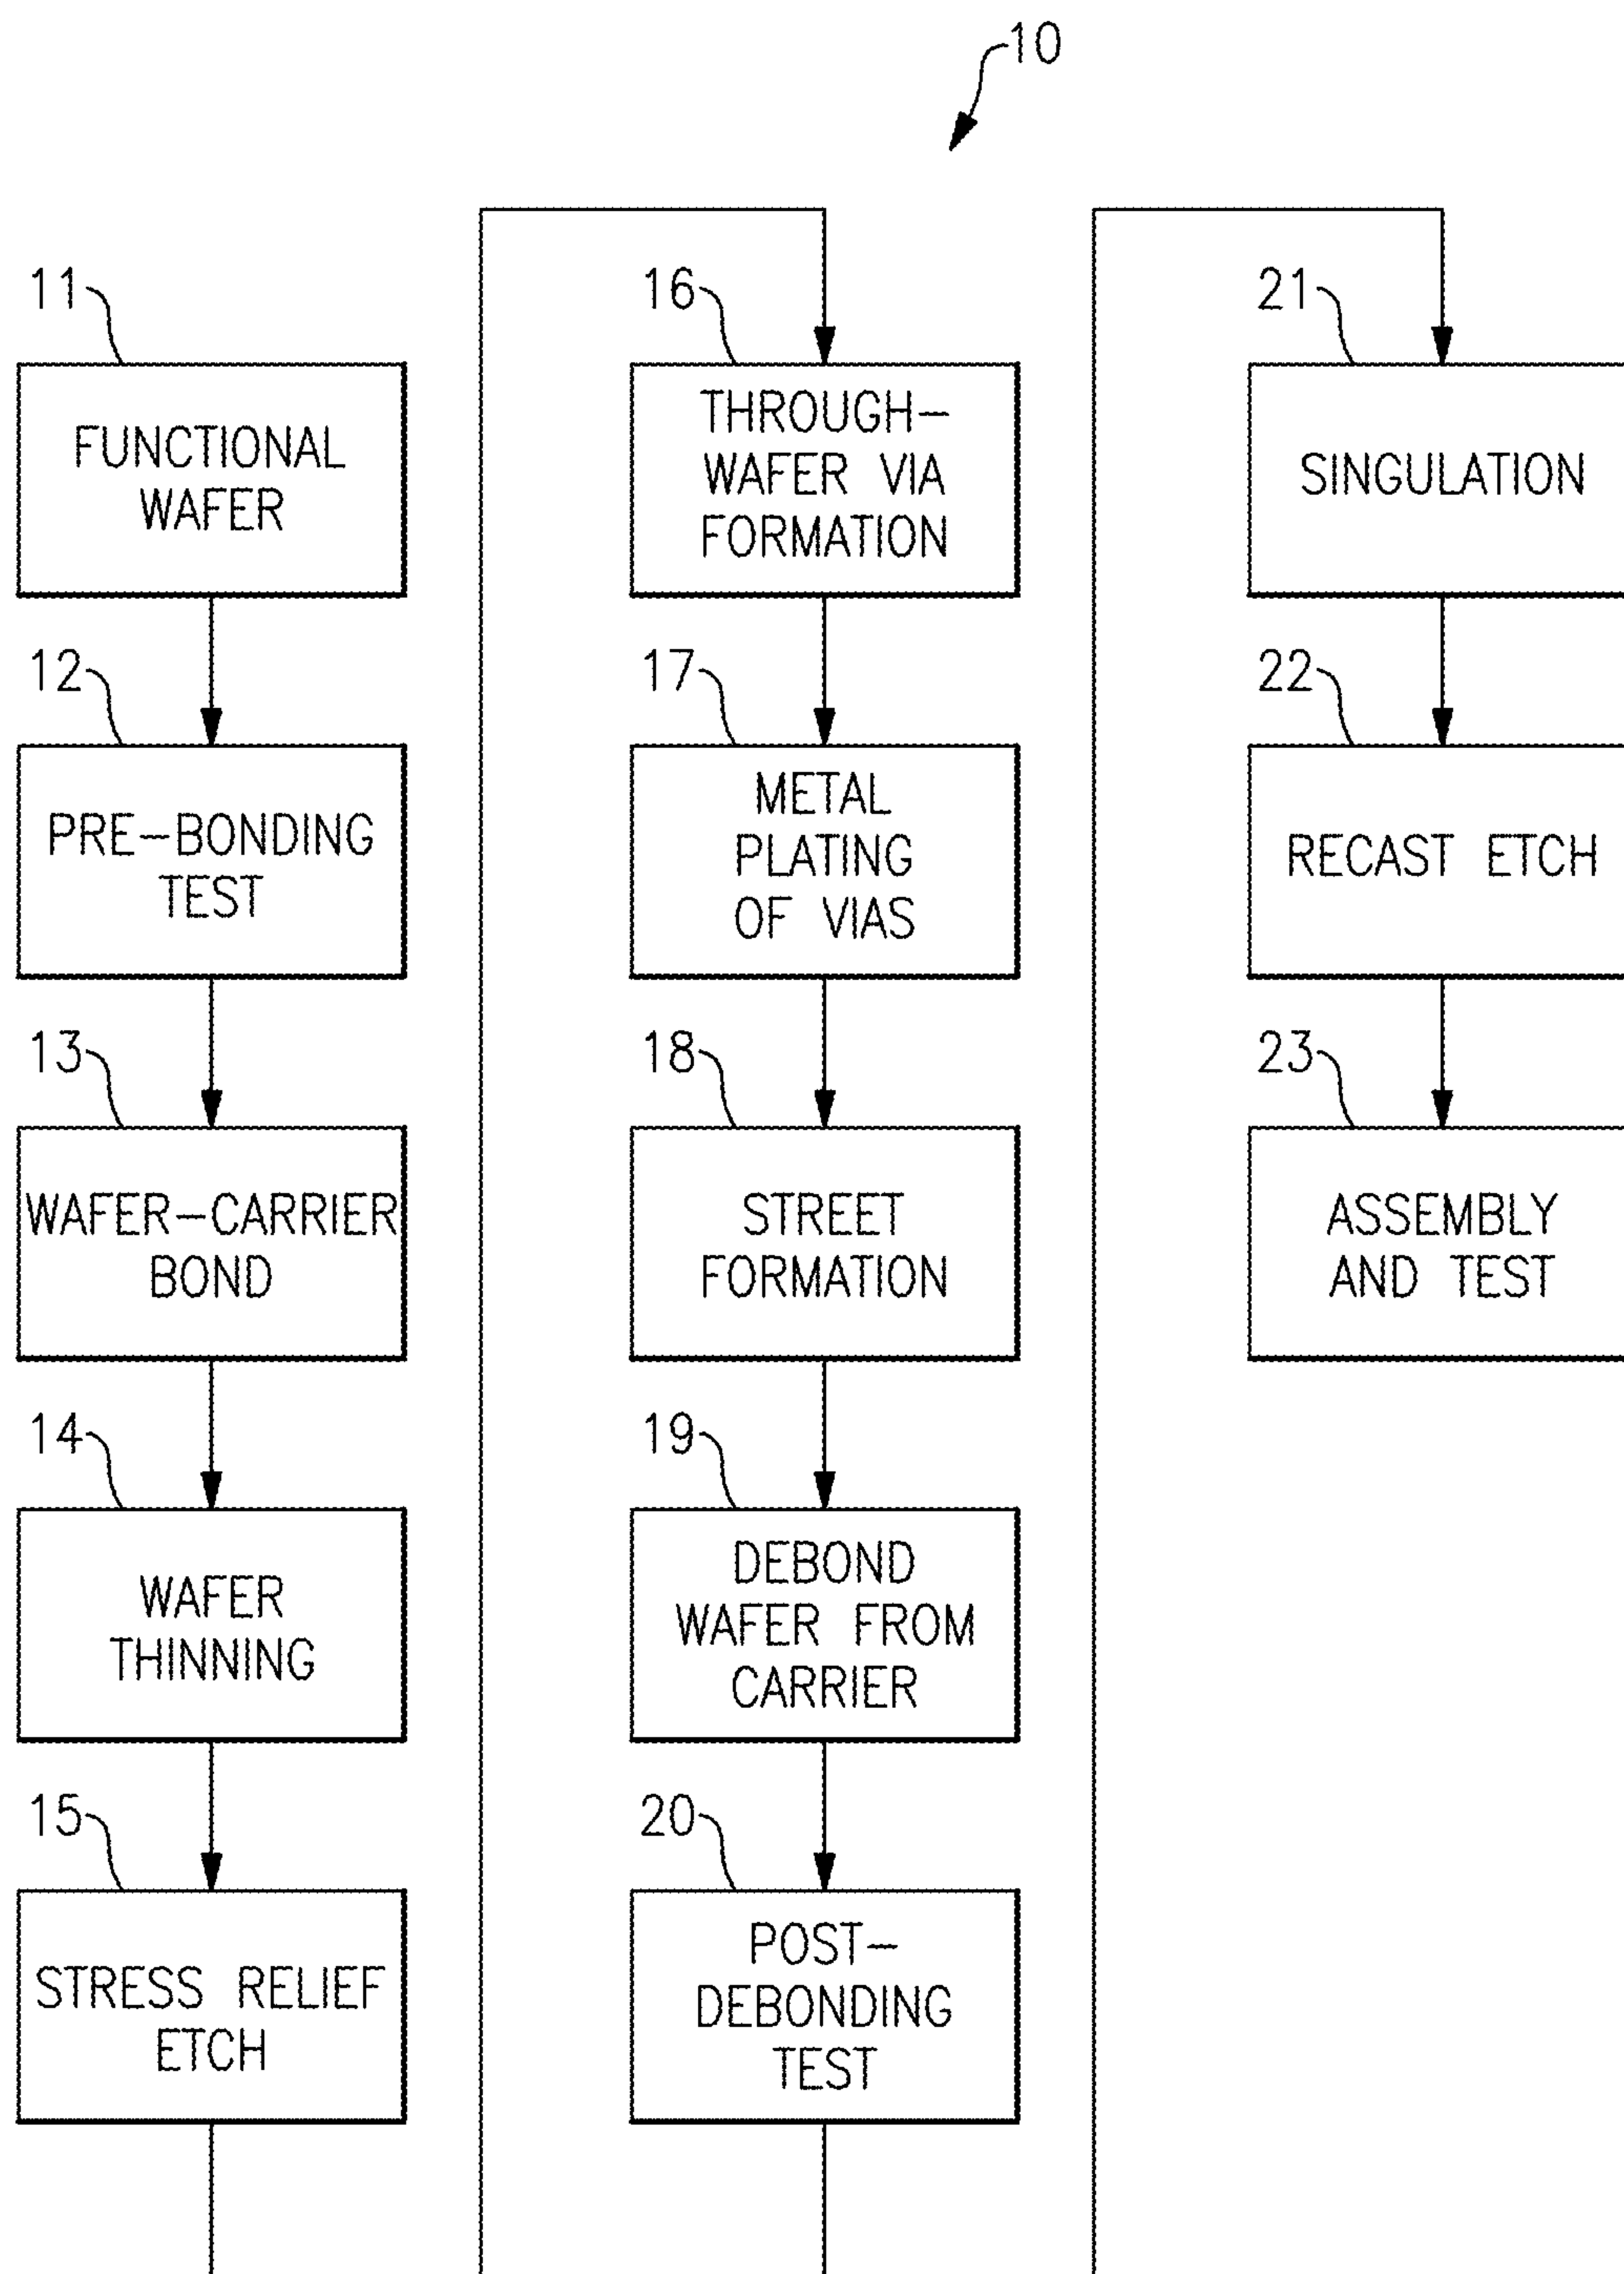 10
11
FUNCTIONAL
WAFER
12
PRE-BONDING
TEST
13
WAFER-CARRIER
BOND
14
WAFER
THINNING
15
STRESS RELIEF
ETCH
16
THROUGH-
WAFER VIA
FORMATION
17
METAL
PLATING
OF VIAS
18
STREET
FORMATION
19
DEBOND
WAFER FROM
CARRIER
20
POST-
DEBONDING
TEST
21
SINGULATION
22
RECAST ETCH
23
ASSEMBLY
AND TEST